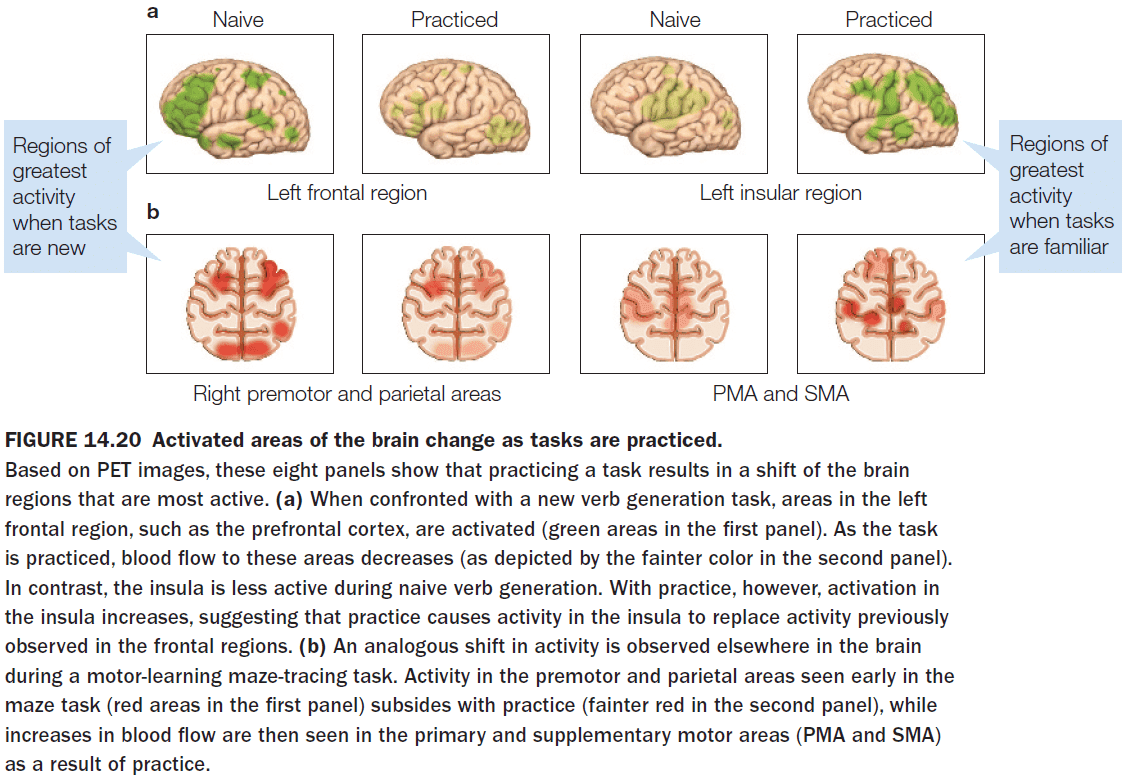 a
Naive
Practiced
Naive
Practiced
Regions of
greatest
activity
when tasks
are new
Regions of
greatest
activity
when tasks
are familiar
Left frontal region
Left insular region
b
Right premotor and parietal areas
PMA and SMA
FIGURE 14.20 Activated areas of the brain change as tasks are practiced.
Based on PET images, these eight panels show that practicing a task results in a shift of the brain
regions that are most active. (a) When confronted with a new verb generation task, areas in the left
frontal region, such as the prefrontal cortex, are activated (green areas in the first panel). As the task
is practiced, blood flow to these areas decreases (as depicted by the fainter color in the second panel).
In contrast, the insula is less active during naive verb generation. With practice, however, activation in
the insula increases, suggesting that practice causes activity in the insula to replace activity previously
observed in the frontal regions. (b) An analogous shift in activity is observed elsewhere in the brain
during a motor-learning maze-tracing task. Activity in the premotor and parietal areas seen early in the
maze task (red areas in the first panel) subsides with practice (fainter red in the second panel), while
increases in blood flow are then seen in the primary and supplementary motor areas (PMA and SMA)
as a result of practice.